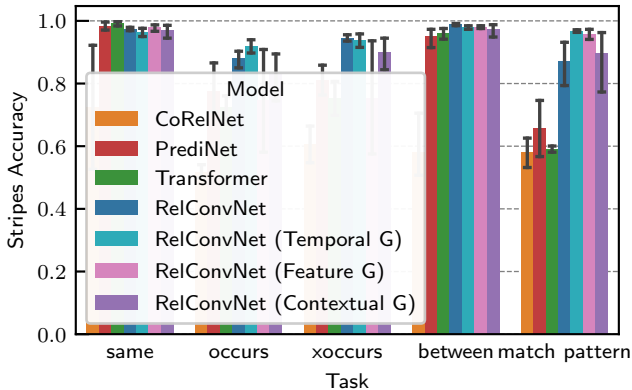 1.0
0.8
0.6
0.4
0.2
0.0
Stripes Accuracy
Model
CoRelNet
PrediNet
Transformer
RelConvNet
RelConvNet (Temporal G)
RelConvNet (Feature G)
RelConvNet (Contextual G)
same occurs xoccurs between match pattern
Task